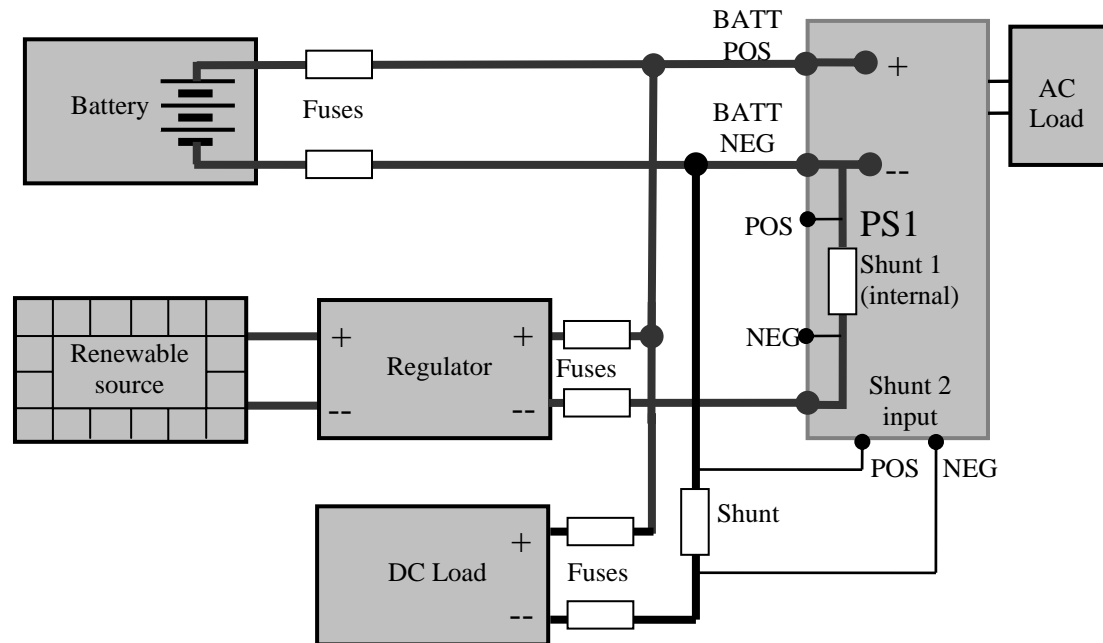 BATT
POS
+
AC
Load
Battery
Fuses
BATT
NEG
--
POS
PS1
Shunt 1
(internal)
NEG
Renewable
source
+
--
Regulator
+
--
Fuses
Shunt 2
input
POS
NEG
Shunt
DC Load
+
--
Fuses